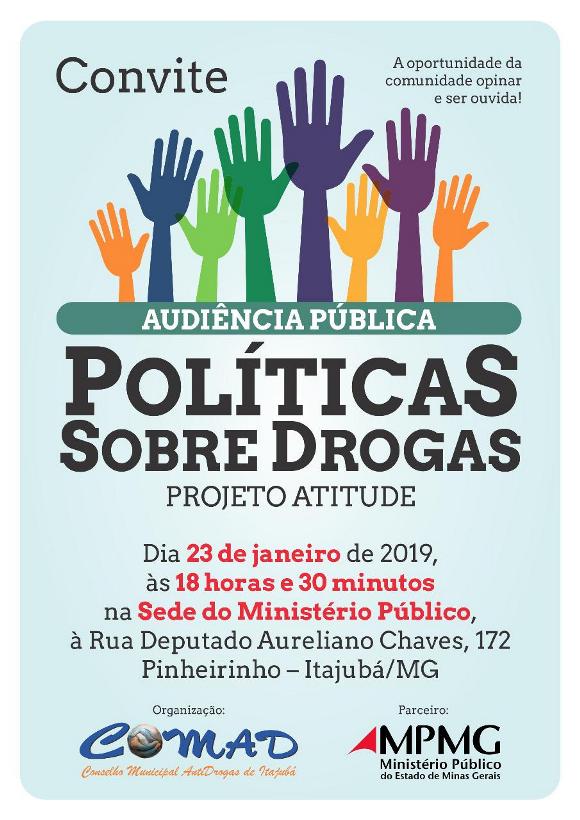 Convite
A oportunidade da
comunidade opinar
e ser ouvida!
AUDIÊNCIA PÚBLICA
POLÍTICAS
SOBRE DROGAS
PROJETO ATITUDE
Dia 23 de janeiro de 2019,
às 18 horas e 30 minutos
na Sede do Ministério Público,
à Rua Deputado Aureliano Chaves, 172
Pinheirinho – Itajubá/MG
Organização:
COMAD
Conselho Municipal AntiDrogas de Itajubá
Parceiro:
MPMG
Ministério Público
do Estado de Minas Gerais